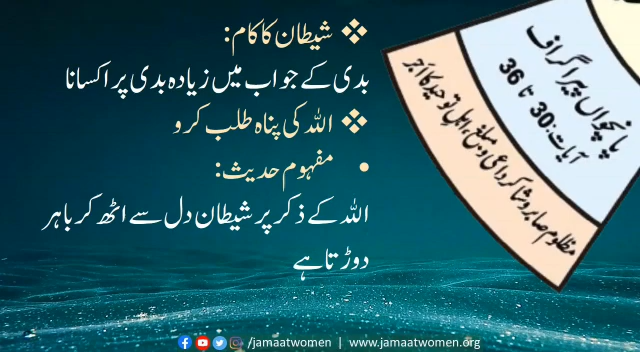 ❖ شیطان کا کام:
بدی کے جواب میں زیادہ بدی پر اکسانا
❖ اللہ کی پناہ طلب کرو
• مفہوم حدیث:
اللہ کے ذکر پر شیطان دل سے اٹھ کر باہر
دوڑتا ہے
پانچواں پیراگراف
آیات: 30 تا 36
مظلوم صابر و شاکر داعی و مبلغ، اہل توحید کا اجر
/jamaatwomen | www.jamaatwomen.org